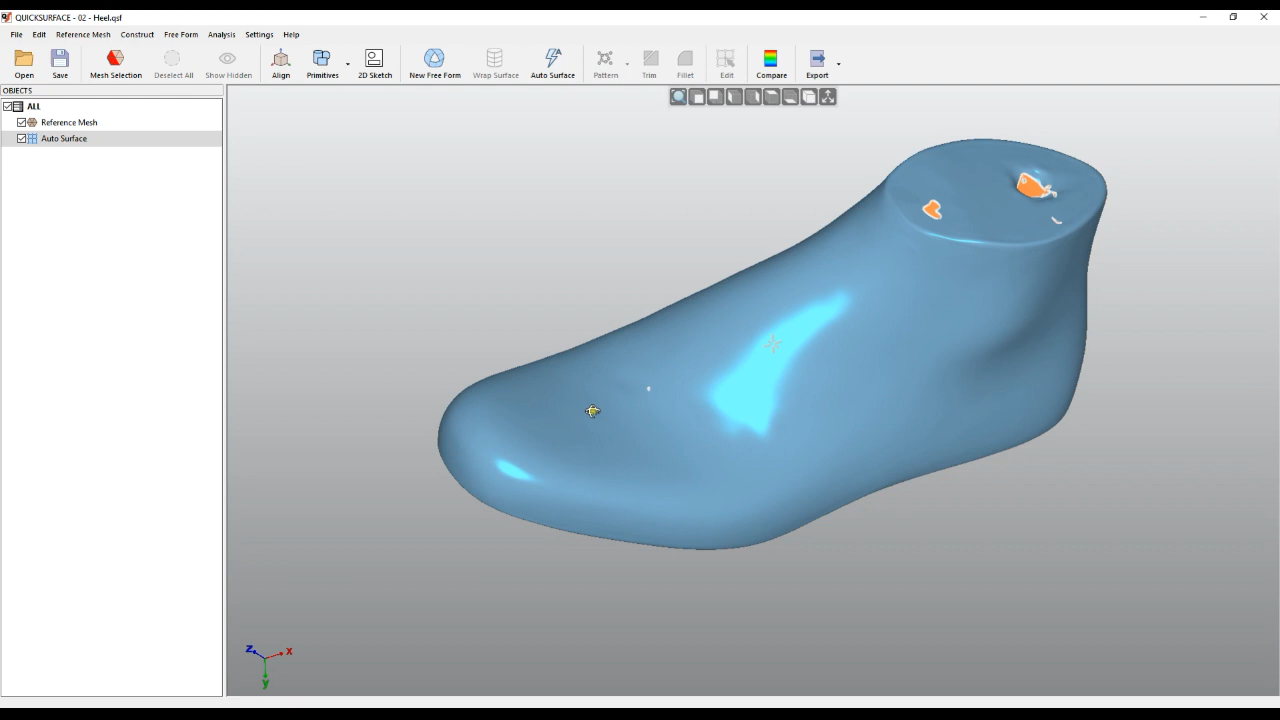 QUICKSURFACE - 02 - Heel.qsf
File Edit Reference Mesh Construct Free Form Analysis Settings Help
Open Save Mesh Selection Deselect All Show Hidden Align Primitives 2D Sketch New Free Form Wrap Surface Auto Surface Pattern Trim Fillet Edit Compare Export
OBJECTS
ALL
Reference Mesh
Auto Surface
Z X
y